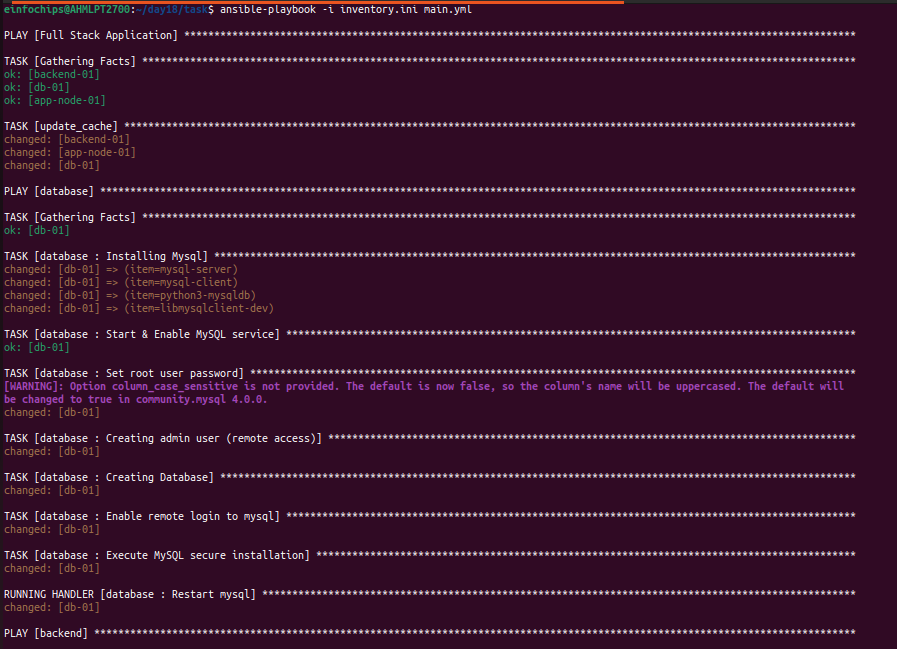 einfochips@AHMLPT2700:~/day18/task$ ansible-playbook -i inventory.ini main.yml
PLAY [Full Stack Application] ****************************************************************************************************************
TASK [Gathering Facts] ***********************************************************************************************************************
ok: [backend-01]
ok: [db-01]
ok: [app-node-01]
TASK [update_cache] **************************************************************************************************************************
changed: [backend-01]
changed: [app-node-01]
changed: [db-01]
PLAY [database] ******************************************************************************************************************************
TASK [Gathering Facts] ***********************************************************************************************************************
ok: [db-01]
TASK [database : Installing Mysql] ***********************************************************************************************************
changed: [db-01] => (item=mysql-server)
changed: [db-01] => (item=mysql-client)
changed: [db-01] => (item=python3-mysqldb)
changed: [db-01] => (item=libmysqlclient-dev)
TASK [database : Start & Enable MySQL service] ***********************************************************************************************
ok: [db-01]
TASK [database : Set root user password] *****************************************************************************************************
[WARNING]: Option column_case_sensitive is not provided. The default is now false, so the column's name will be uppercased. The default will
be changed to true in community.mysql 4.0.0.
changed: [db-01]
TASK [database : Creating admin user (remote access)] ****************************************************************************************
changed: [db-01]
TASK [database : Creating Database] **********************************************************************************************************
changed: [db-01]
TASK [database : Enable remote login to mysql] ***********************************************************************************************
changed: [db-01]
TASK [database : Execute MySQL secure installation] ******************************************************************************************
changed: [db-01]
RUNNING HANDLER [database : Restart mysql] ***************************************************************************************************
changed: [db-01]
PLAY [backend] *******************************************************************************************************************************